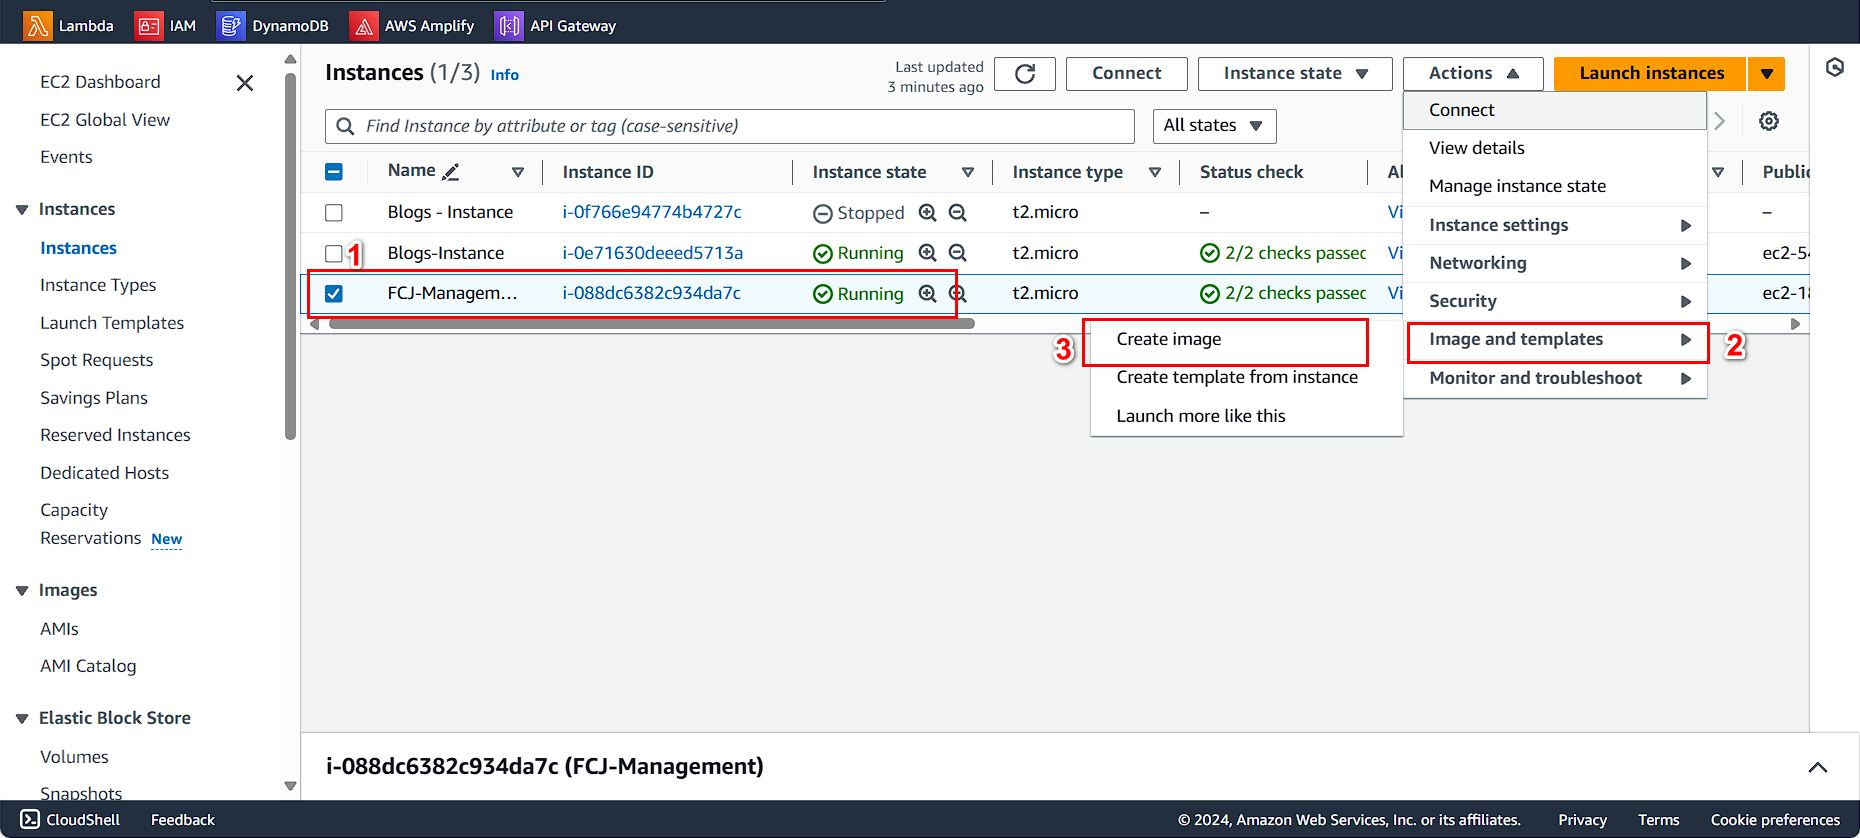 Lambda IAM DynamoDB AWS Amplify API Gateway
EC2 Dashboard
EC2 Global View
Events
Instances
Instances
Instance Types
Launch Templates
Spot Requests
Savings Plans
Reserved Instances
Dedicated Hosts
Capacity
Reservations New
Images
AMIs
AMI Catalog
Elastic Block Store
Volumes
Snapshots
Instances (1/3) Info
Last updated
3 minutes ago
Connect
Instance state
Actions
Launch instances
Find Instance by attribute or tag (case-sensitive)
All states
Name Instance ID Instance state Instance type Status check Al Public
Blogs - Instance i-0f766e94774b4727c Stopped t2.micro – Vi –
Blogs-Instance i-0e71630deeed5713a Running t2.micro 2/2 checks passed Vi ec2-54
FCJ-Managem... i-088dc6382c934da7c Running t2.micro 2/2 checks passed Vi ec2-18
1
Connect
View details
Manage instance state
Instance settings
Networking
Security
Image and templates
2
Monitor and troubleshoot
3
Create image
Create template from instance
Launch more like this
i-088dc6382c934da7c (FCJ-Management)
CloudShell Feedback © 2024, Amazon Web Services, Inc. or its affiliates. Privacy Terms Cookie preferences